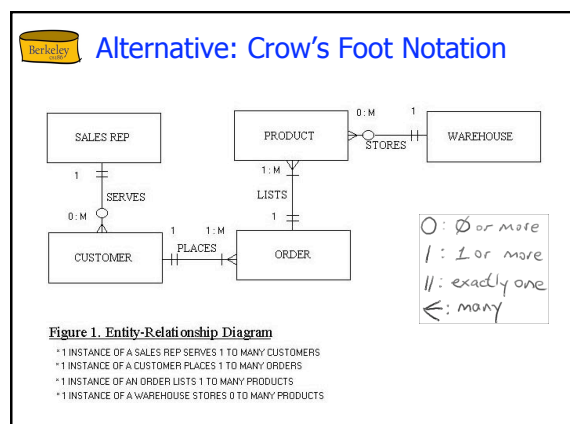 Berkeley
cs186
Alternative: Crow's Foot Notation
0:M
1
SALES REP
PRODUCT
WAREHOUSE
STORES
1
1:M
SERVES
LISTS
0:M
1
1:M
1
PLACES
CUSTOMER
ORDER
O: Ø or more
|: 1 or more
||: exactly one
<: many
Figure 1. Entity-Relationship Diagram
* 1 INSTANCE OF A SALES REP SERVES 1 TO MANY CUSTOMERS
* 1 INSTANCE OF A CUSTOMER PLACES 1 TO MANY ORDERS
* 1 INSTANCE OF AN ORDER LISTS 1 TO MANY PRODUCTS
* 1 INSTANCE OF A WAREHOUSE STORES 0 TO MANY PRODUCTS